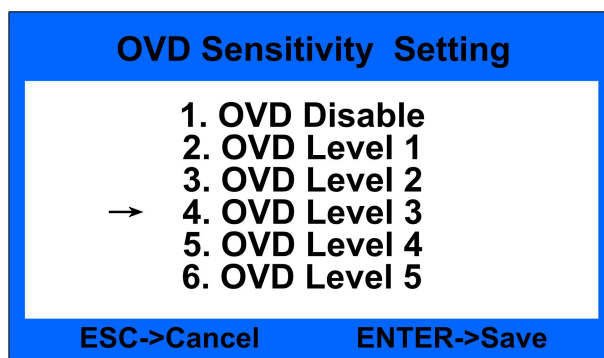 OVD Sensitivity Setting
1. OVD Disable
2. OVD Level 1
3. OVD Level 2
→ 4. OVD Level 3
5. OVD Level 4
6. OVD Level 5
ESC->Cancel ENTER->Save